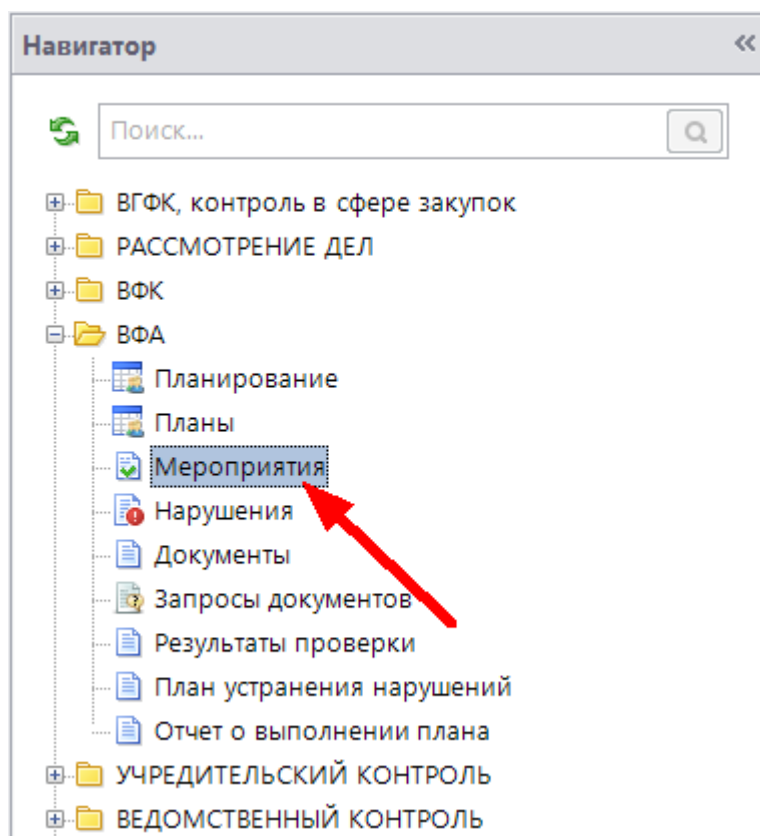 Навигатор
Поиск...
ВГФК, контроль в сфере закупок
РАССМОТРЕНИЕ ДЕЛ
ВФК
ВФА
Планирование
Планы
Мероприятия
Нарушения
Документы
Запросы документов
Результаты проверки
План устранения нарушений
Отчет о выполнении плана
УЧРЕДИТЕЛЬСКИЙ КОНТРОЛЬ
ВЕДОМСТВЕННЫЙ КОНТРОЛЬ